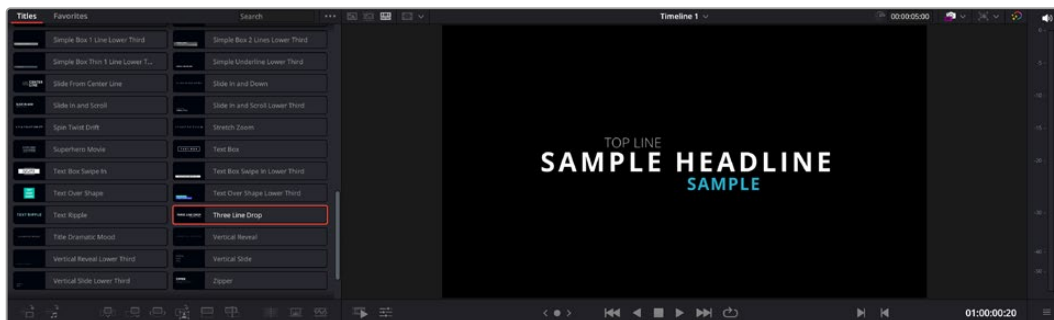 Titles Favorites Search Timeline 1 00:00:05:00
Simple Box 1 Line Lower Third Simple Box 2 Lines Lower Third
Simple Box Thin 1 Line Lower T... Simple Underline Lower Third
Slide From Center Line Slide In and Down
Slide In and Scroll Slide In and Scroll Lower Third
Spin Twist Drift Stretch Zoom
Superhero Movie Text Box
Text Box Swipe In Text Box Swipe In Lower Third
Text Over Shape Text Over Shape Lower Third
Text Ripple Three Line Drop
Title Dramatic Mood Vertical Reveal
Vertical Reveal Lower Third Vertical Side
Vertical Slide Lower Third Zipper
TOP LINE
SAMPLE HEADLINE
SAMPLE
01:00:00:20